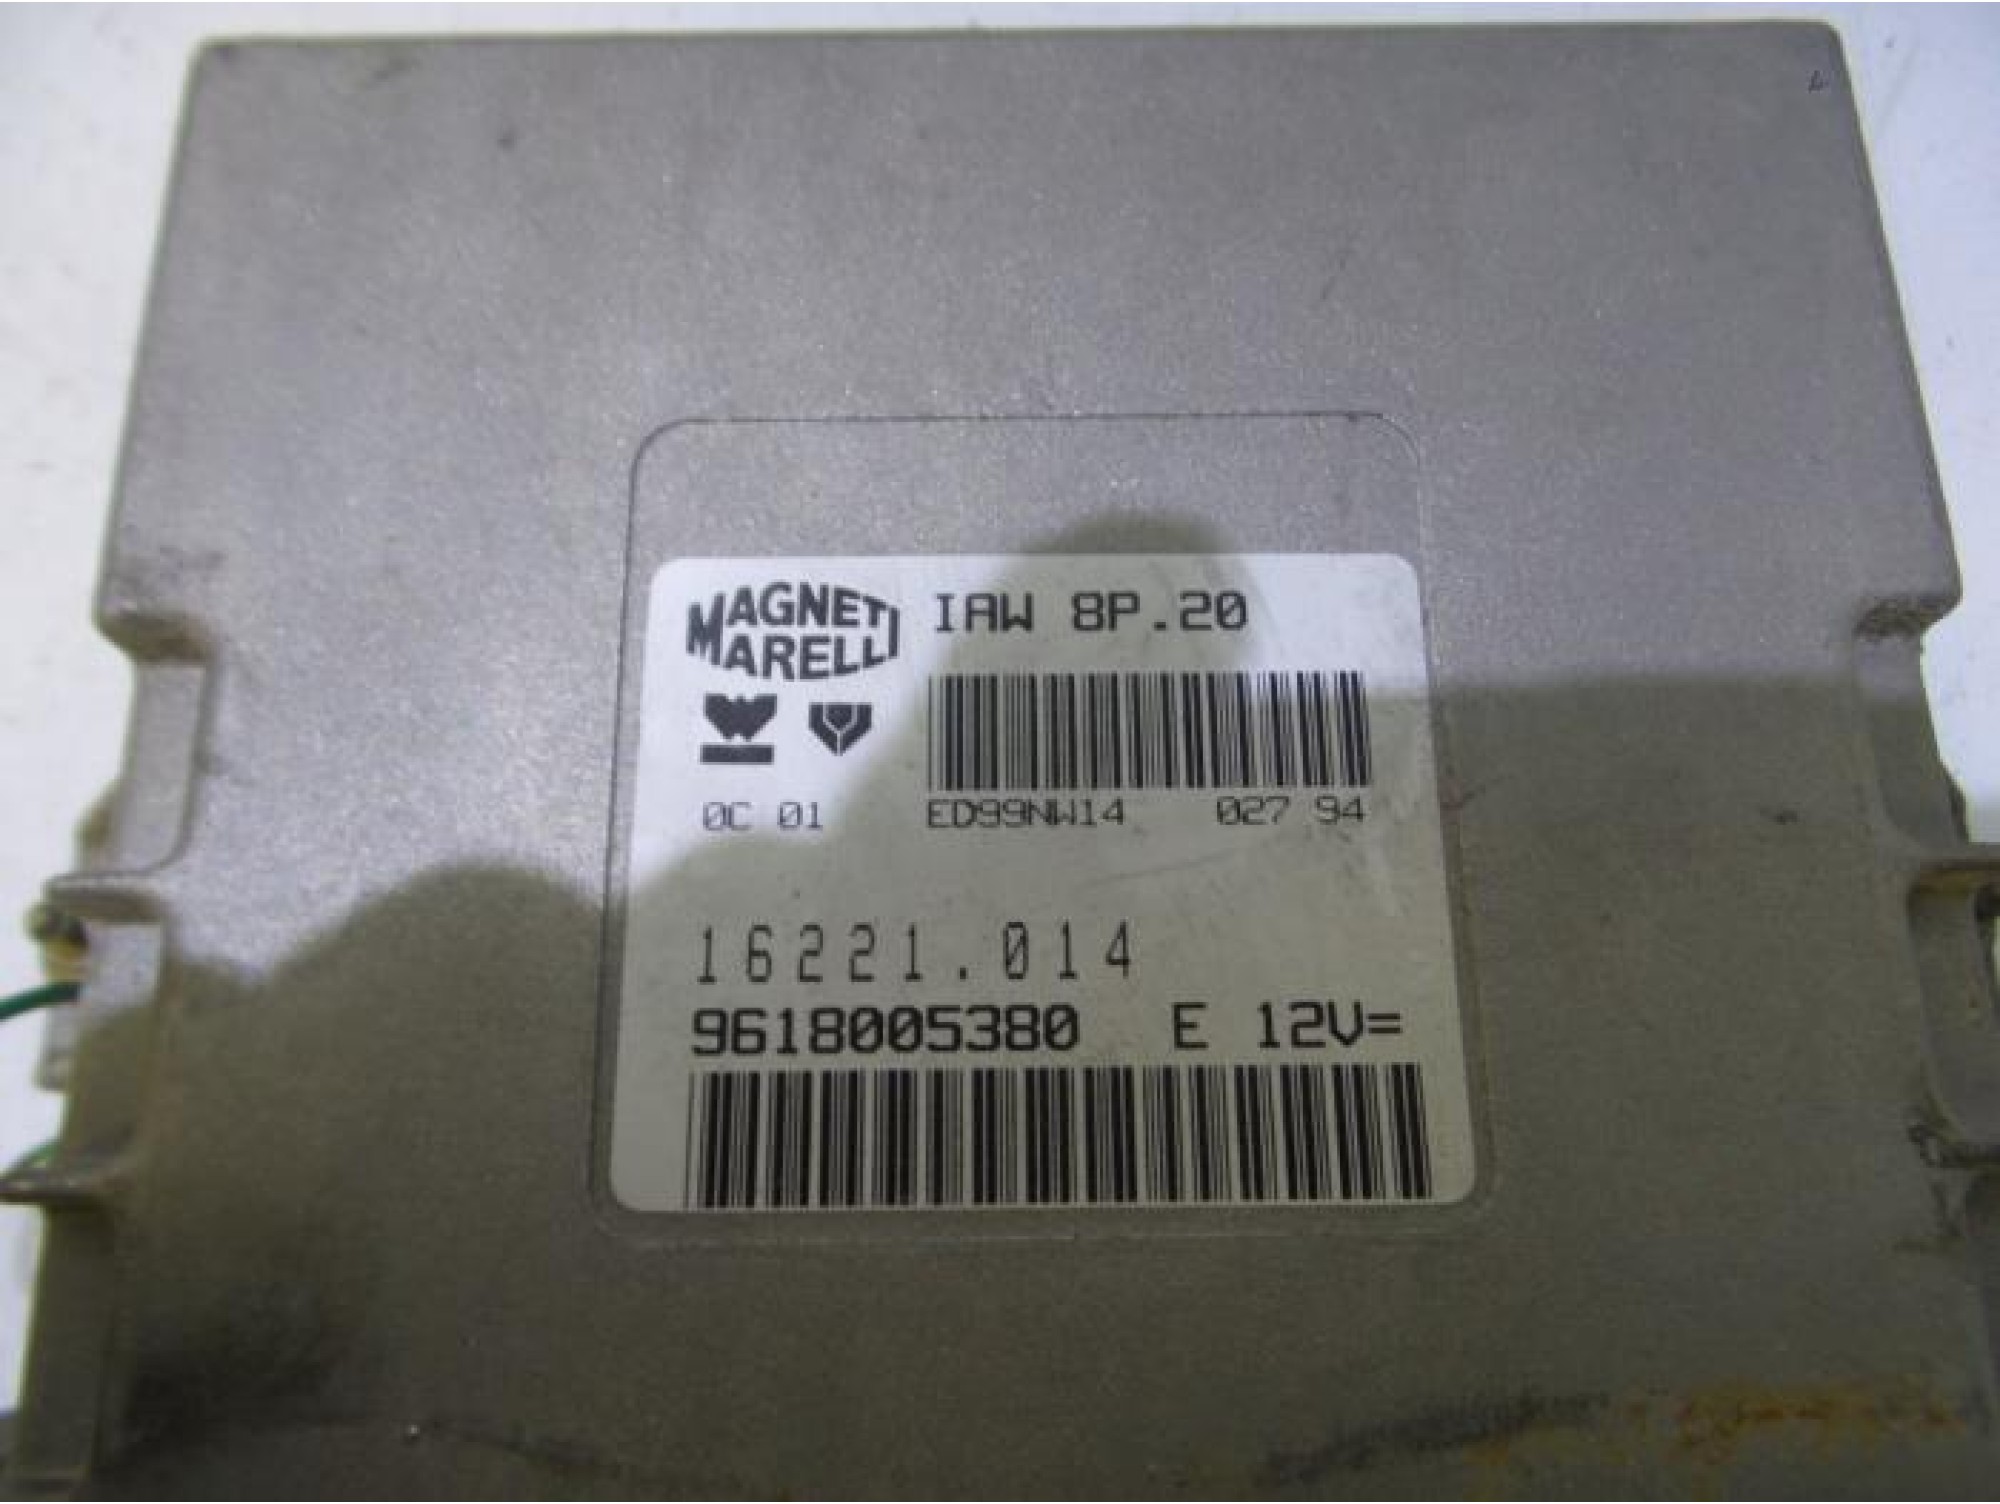 MAGNETI MARELLI IAW 8P.20
0C 01 ED99NW14 027 94
16221.014
9618005380 E 12V=